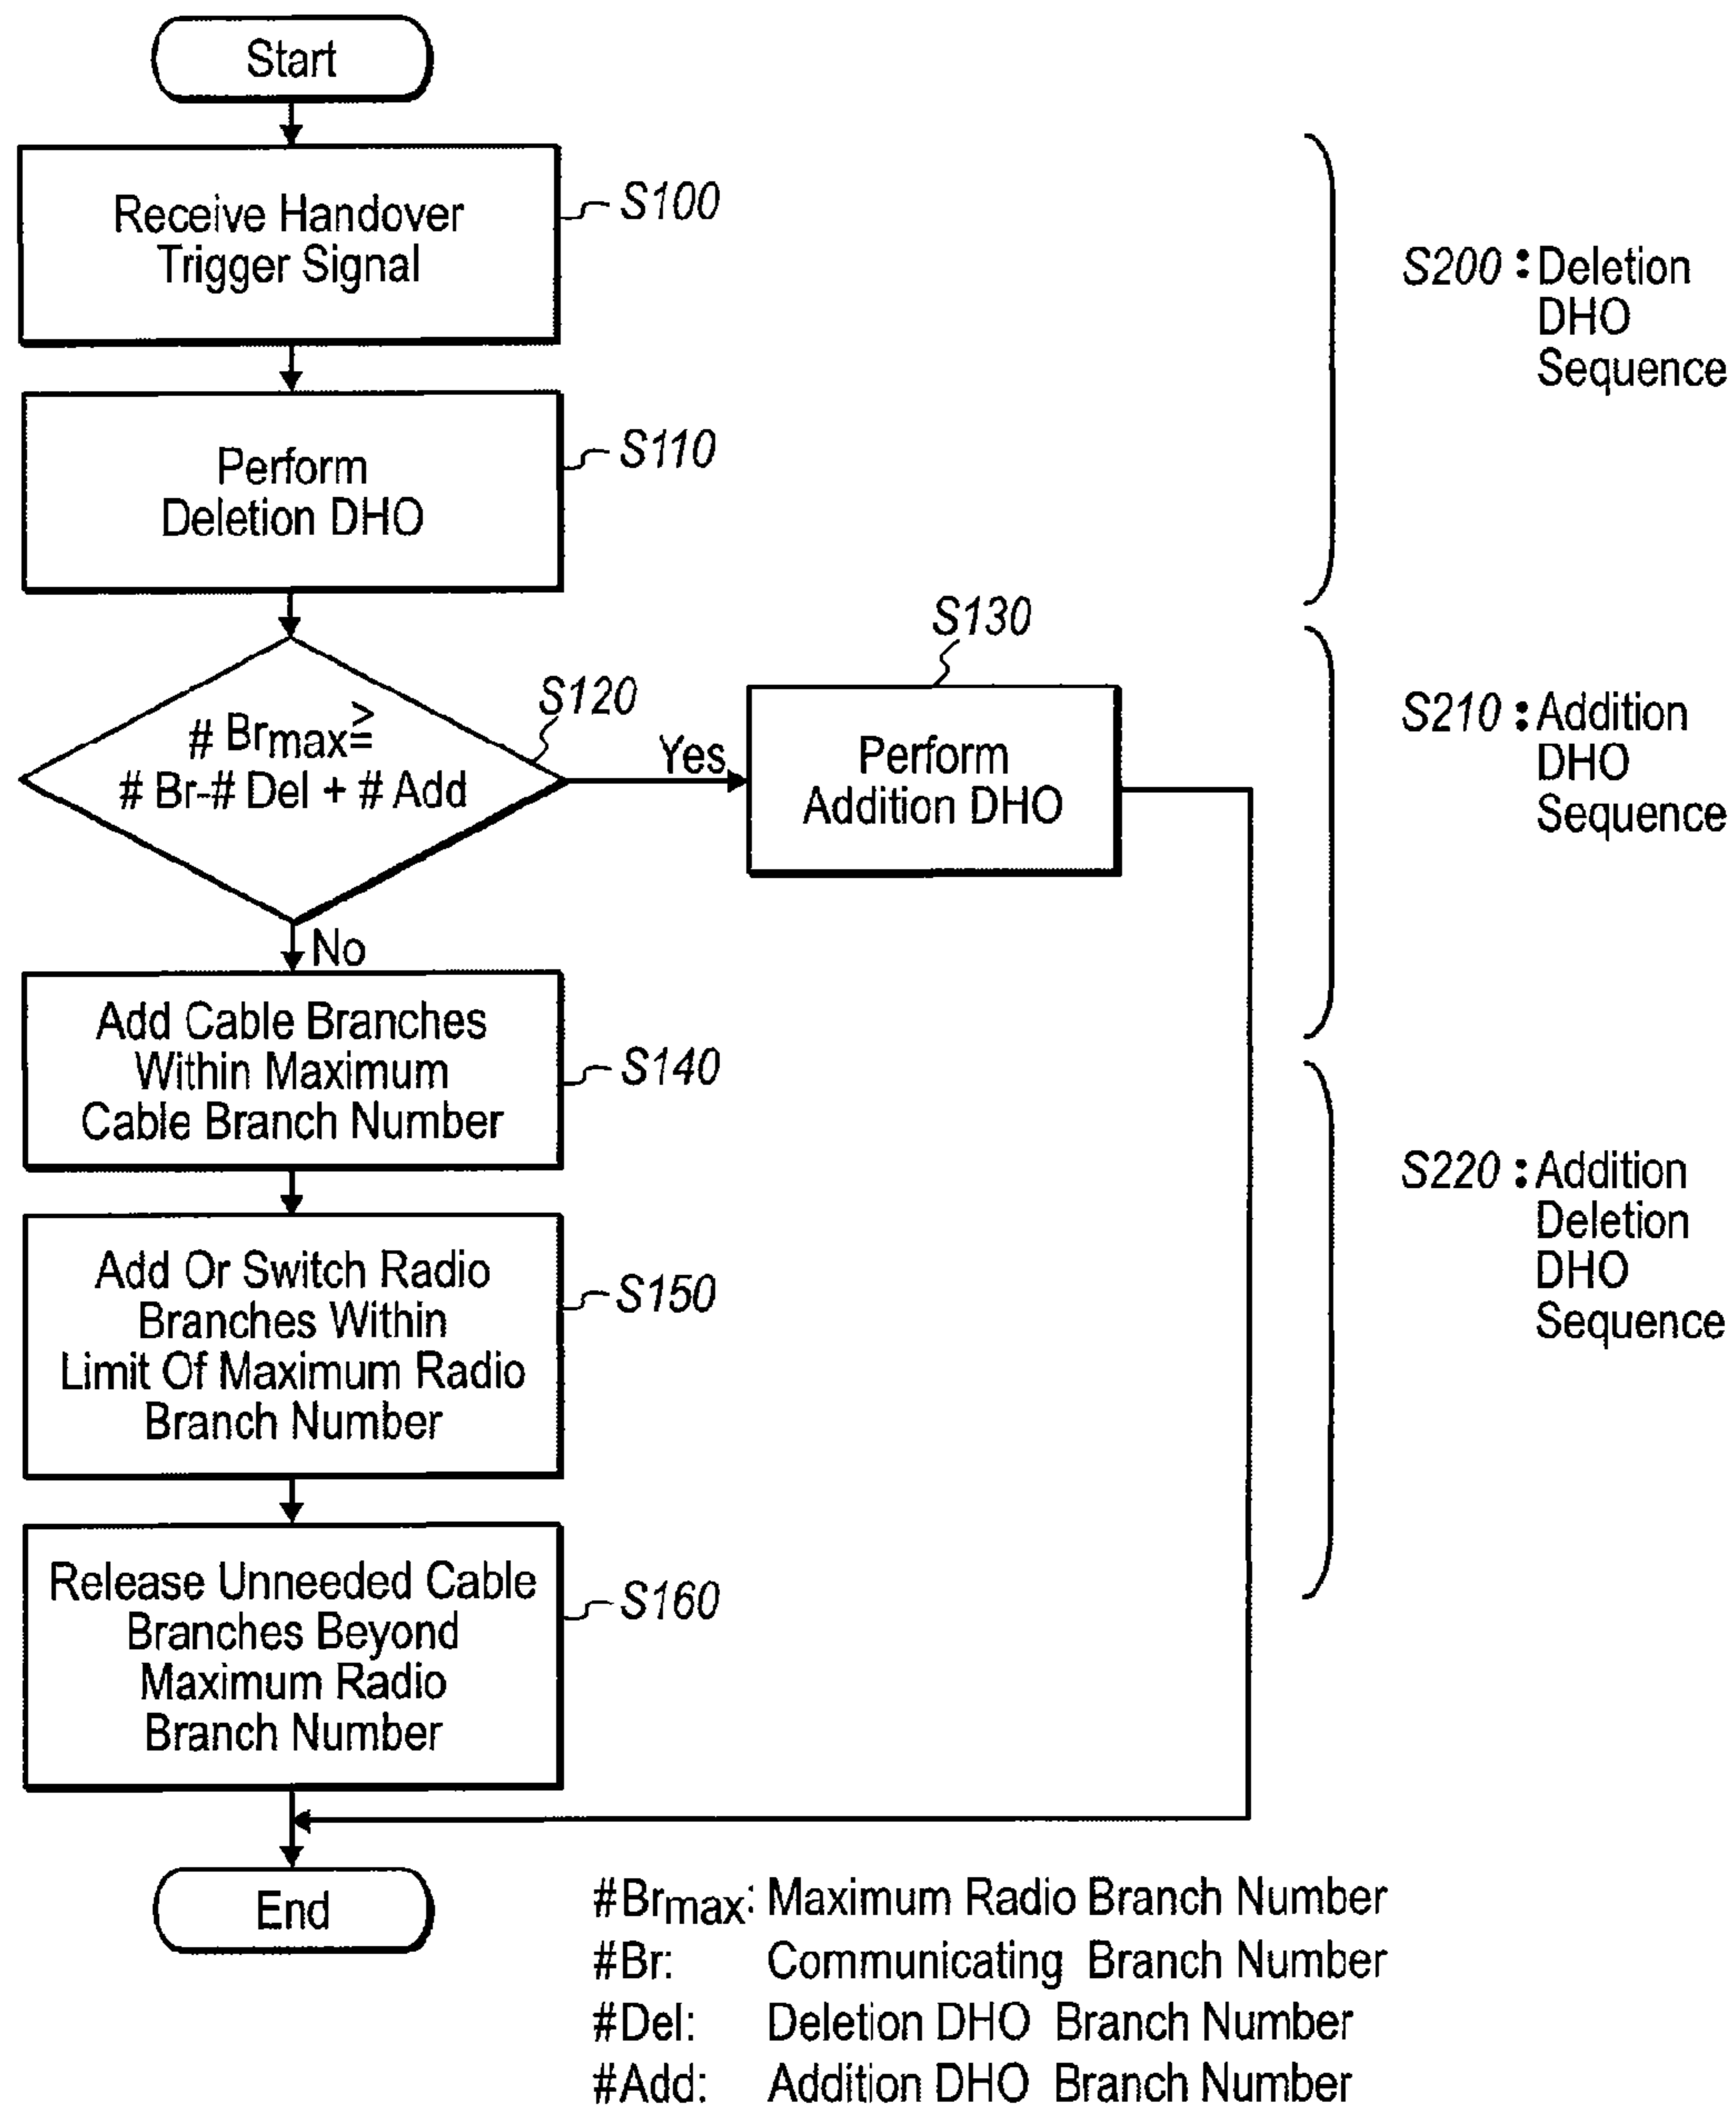 Start
Receive Handover
Trigger Signal
S100
Perform
Deletion DHO
S110
# Brmax ≥
# Br-# Del + # Add
S120
Yes
No
S130
Perform
Addition DHO
Add Cable Branches
Within Maximum
Cable Branch Number
S140
Add Or Switch Radio
Branches Within
Limit Of Maximum Radio
Branch Number
S150
Release Unneeded Cable
Branches Beyond
Maximum Radio
Branch Number
S160
End
S200 : Deletion
DHO
Sequence
S210 : Addition
DHO
Sequence
S220 : Addition
Deletion
DHO
Sequence
#Brmax: Maximum Radio Branch Number
#Br: Communicating Branch Number
#Del: Deletion DHO Branch Number
#Add: Addition DHO Branch Number